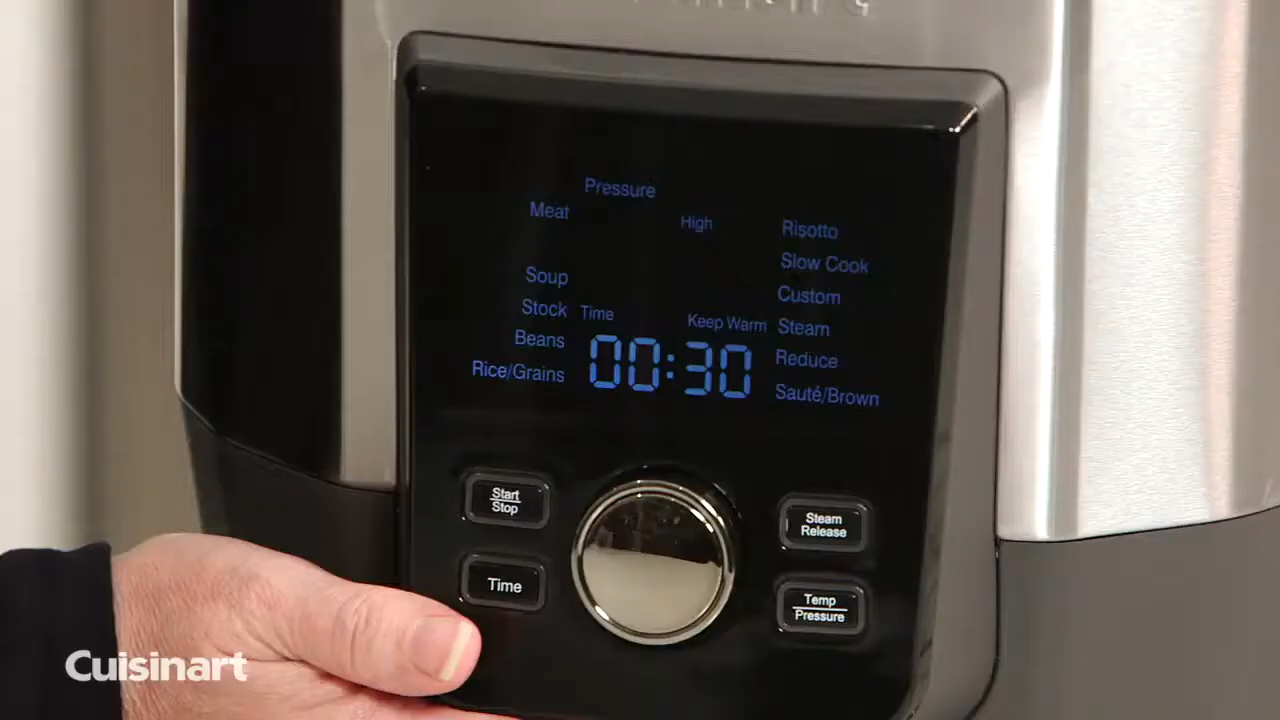 Pressure
Meat
High
Risotto
Slow Cook
Soup
Custom
Stock
Time
Keep Warm
Steam
Beans
00:30
Reduce
Rice/Grains
Sauté/Brown
Start
Stop
Steam
Release
Time
Temp
Pressure
Cuisinart